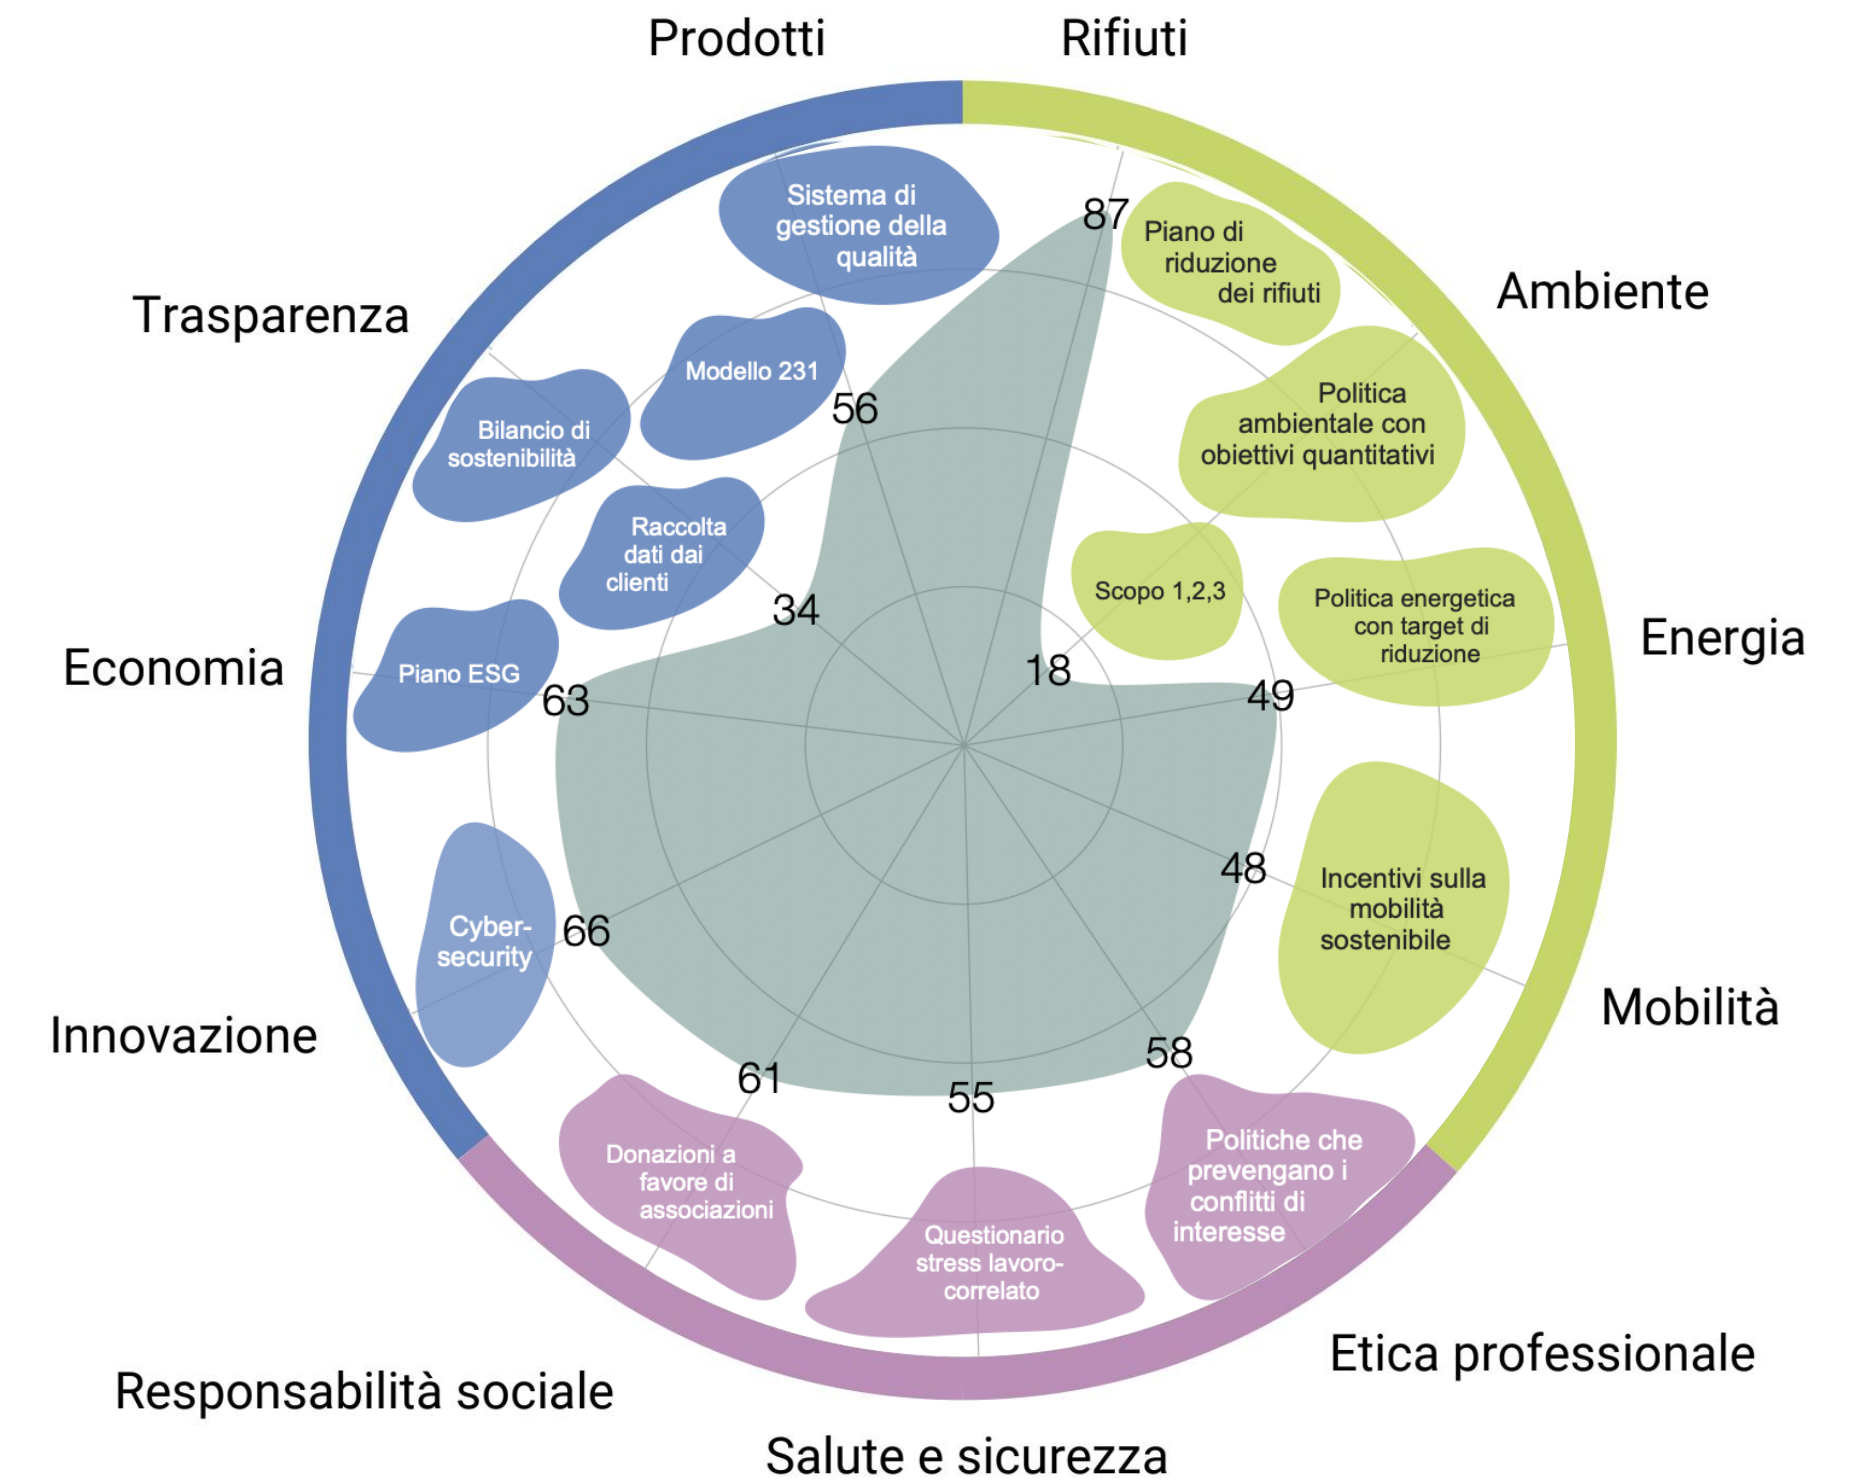 Prodotti
Rifiuti
Sistema di
gestione della
qualità
87
Piano di
riduzione
dei rifiuti
Trasparenza
Ambiente
Modello 231
56
Politica
ambientale con
obiettivi quantitativi
Bilancio di
sostenibilità
Raccolta
dati dai
clienti
34
Scopo 1,2,3
18
Politica energetica
con target di
riduzione
Energia
Economia
Piano ESG
63
49
48
Incentivi sulla
mobilità
sostenibile
Mobilità
Cyber-
security
66
Innovazione
61
55
58
Donazioni a
favore di
associazioni
Questionario
stress lavoro-
correlato
Politiche che
prevengano i
conflitti di
interesse
Etica professionale
Responsabilità sociale
Salute e sicurezza